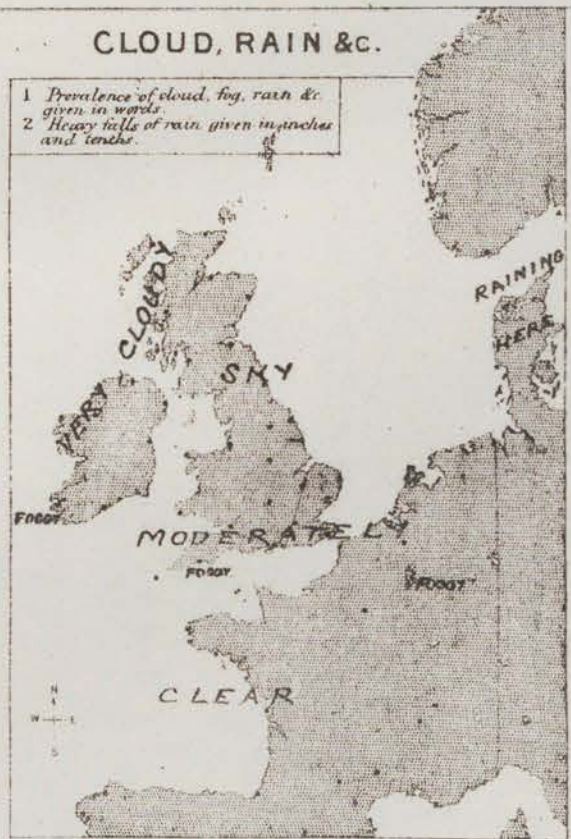 CLOUD, RAIN &c.
1 Prevalence of cloud, fog, rain &c.
given in words.
2 Heavy falls of rain given in inches
and tenths.
RAINING
HERE
VERY CLOUDY
SKY
FOGGY
MODERATELY
FOGGY
FOGGY
CLEAR
N
W E
S